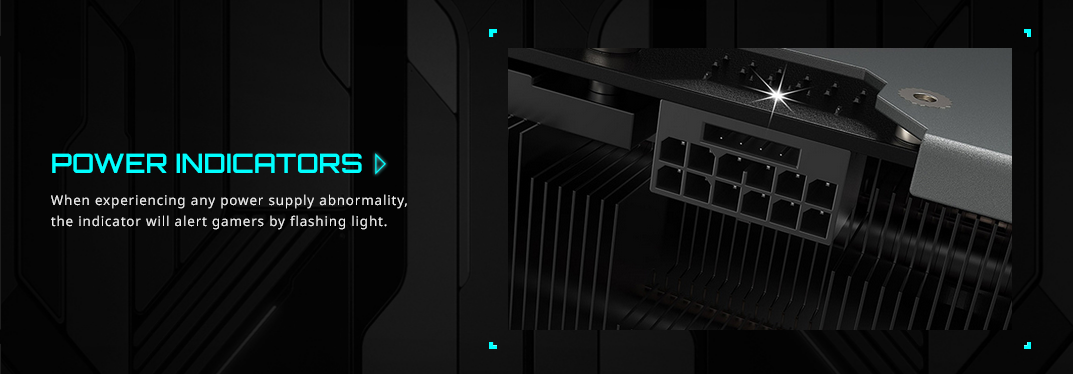 POWER INDICATORS
When experiencing any power supply abnormality,
the indicator will alert gamers by flashing light.